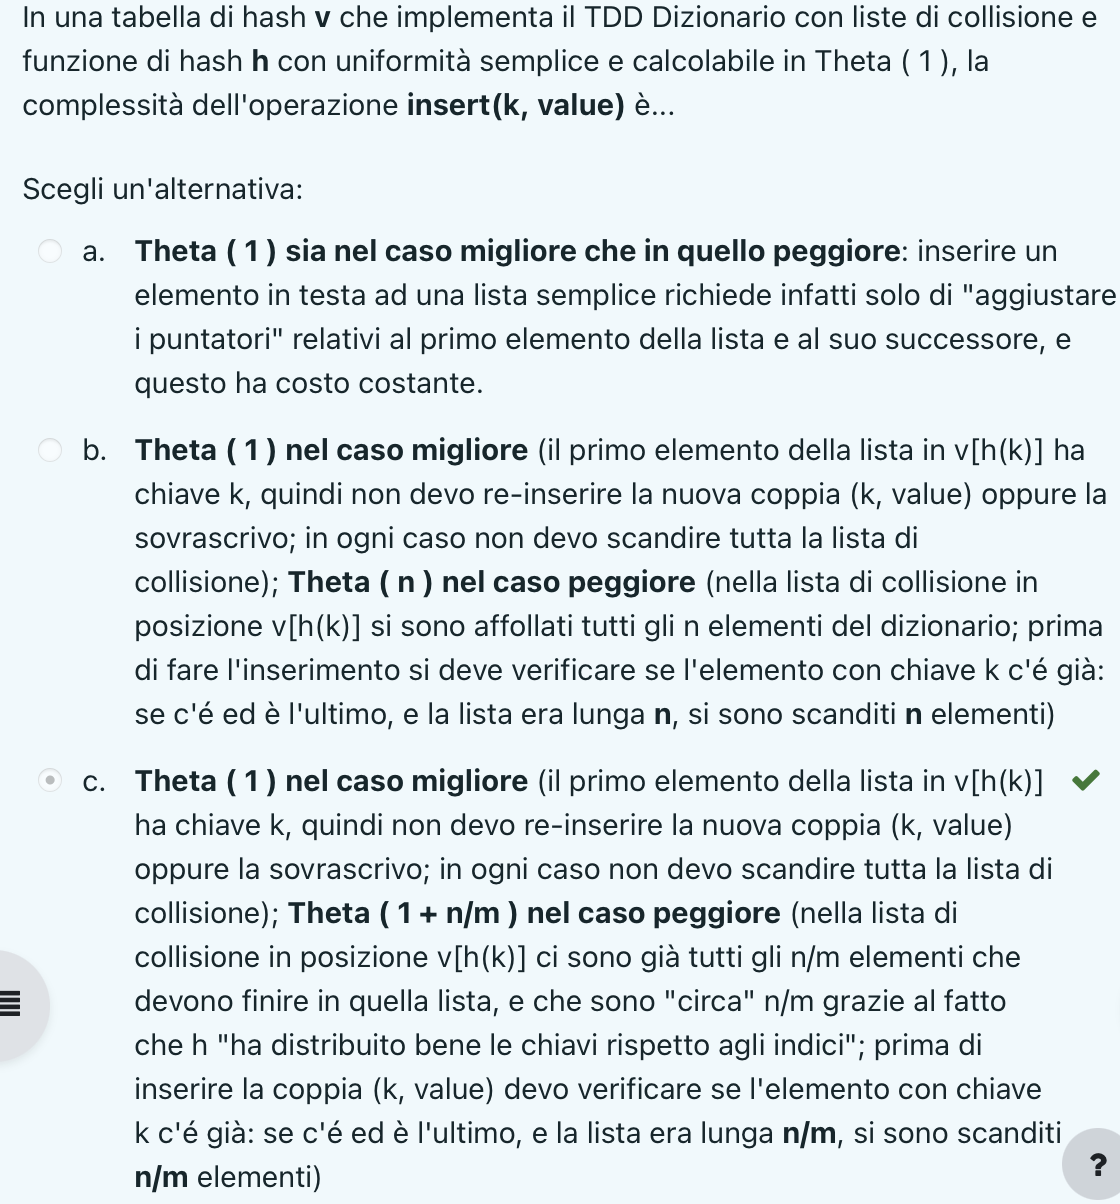 In una tabella di hash v che implementa il TDD Dizionario con liste di collisione e
funzione di hash h con uniformità semplice e calcolabile in Theta ( 1 ), la
complessità dell'operazione insert(k, value) è...
Scegli un'alternativa:
a. Theta ( 1 ) sia nel caso migliore che in quello peggiore: inserire un
elemento in testa ad una lista semplice richiede infatti solo di "aggiustare
i puntatori" relativi al primo elemento della lista e al suo successore, e
questo ha costo costante.
b. Theta ( 1 ) nel caso migliore (il primo elemento della lista in v[h(k)] ha
chiave k, quindi non devo re-inserire la nuova coppia (k, value) oppure la
sovrascrivo; in ogni caso non devo scandire tutta la lista di
collisione); Theta ( n ) nel caso peggiore (nella lista di collisione in
posizione v[h(k)] si sono affollati tutti gli n elementi del dizionario; prima
di fare l'inserimento si deve verificare se l'elemento con chiave k c'é già:
se c'é ed è l'ultimo, e la lista era lunga n, si sono scanditi n elementi)
c. Theta ( 1 ) nel caso migliore (il primo elemento della lista in v[h(k)]
ha chiave k, quindi non devo re-inserire la nuova coppia (k, value)
oppure la sovrascrivo; in ogni caso non devo scandire tutta la lista di
collisione); Theta ( 1 + n/m ) nel caso peggiore (nella lista di
collisione in posizione v[h(k)] ci sono già tutti gli n/m elementi che
devono finire in quella lista, e che sono "circa" n/m grazie al fatto
che h "ha distribuito bene le chiavi rispetto agli indici"; prima di
inserire la coppia (k, value) devo verificare se l'elemento con chiave
k c'é già: se c'é ed è l'ultimo, e la lista era lunga n/m, si sono scanditi
n/m elementi)
?